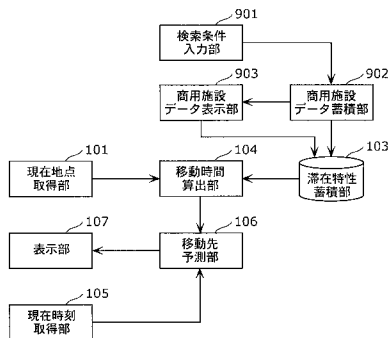 901
検索条件
入力部
903
902
商用施設
データ表示部
商用施設
データ蓄積部
101
104
103
現在地点
取得部
移動時間
算出部
滞在特性
蓄積部
107
106
表示部
移動先
予測部
105
現在時刻
取得部